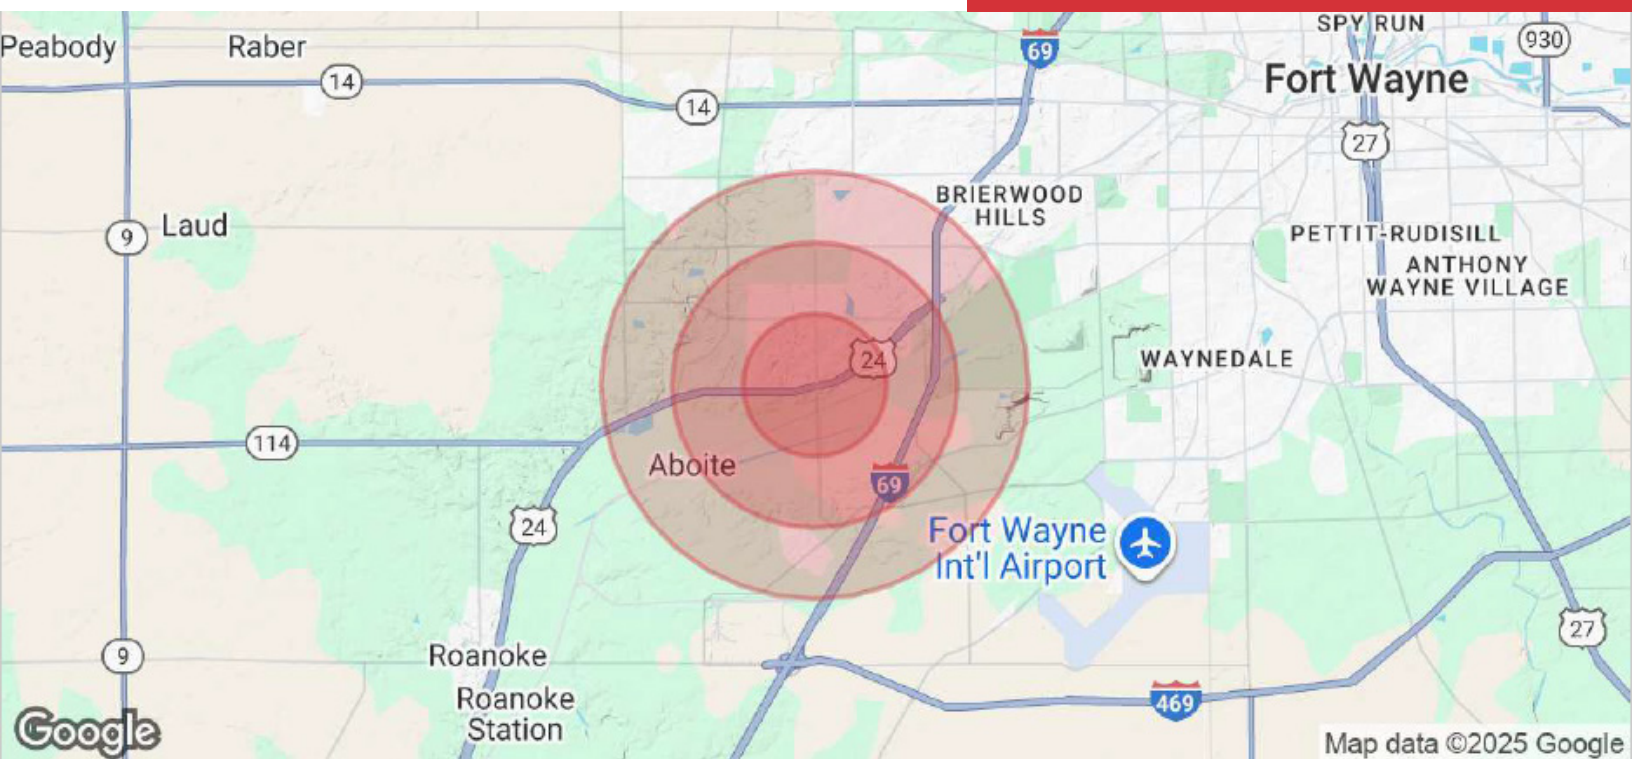 SPY RUN
Peabody
Raber
69
930
14
Fort Wayne
14
27
BRIERWOOD
HILLS
9
Laud
PETTIT-RUDISILL
ANTHONY
WAYNE VILLAGE
24
WAYNEDALE
114
Aboite
69
24
Fort Wayne
Int'l Airport
27
9
Roanoke
Roanoke
Station
469
Google
Map data ©2025 Google